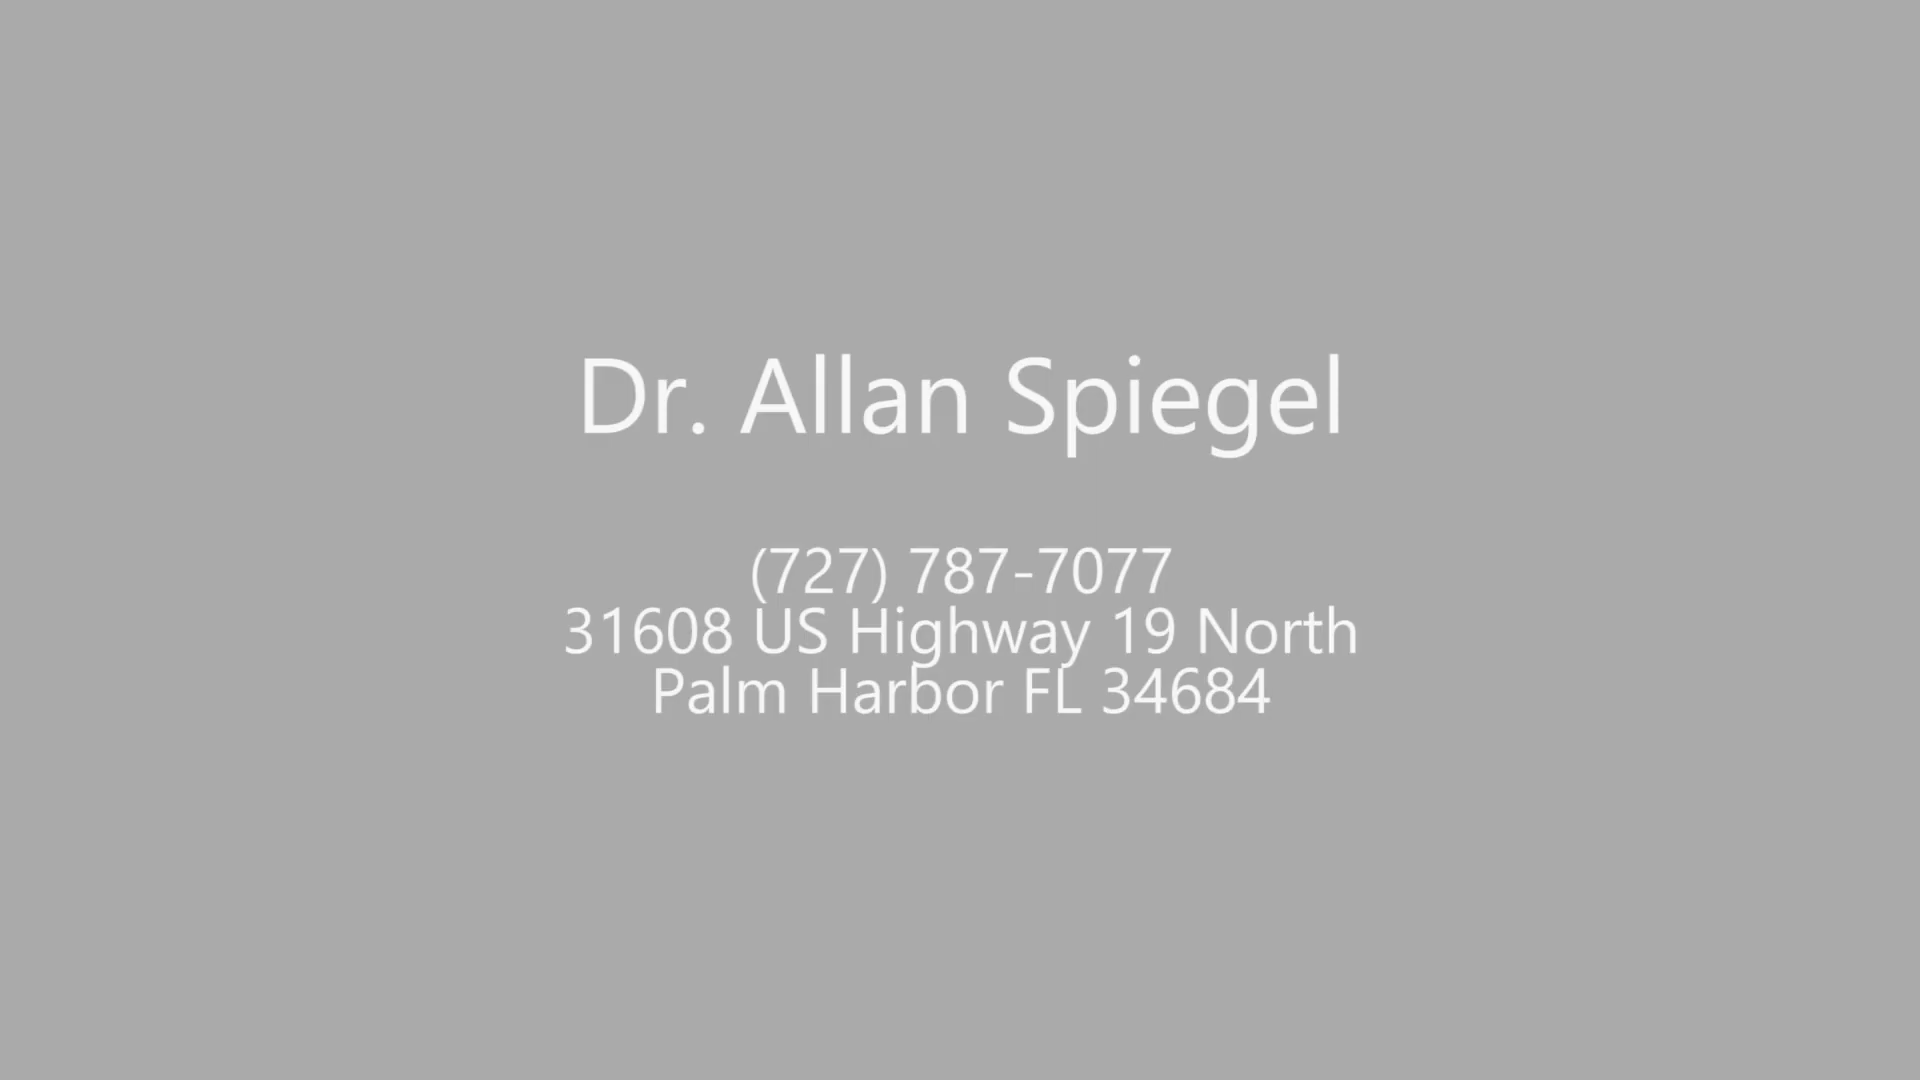 Dr. Allan Spiegel
(727) 787-7077
31608 US Highway 19 North
Palm Harbor FL 34684